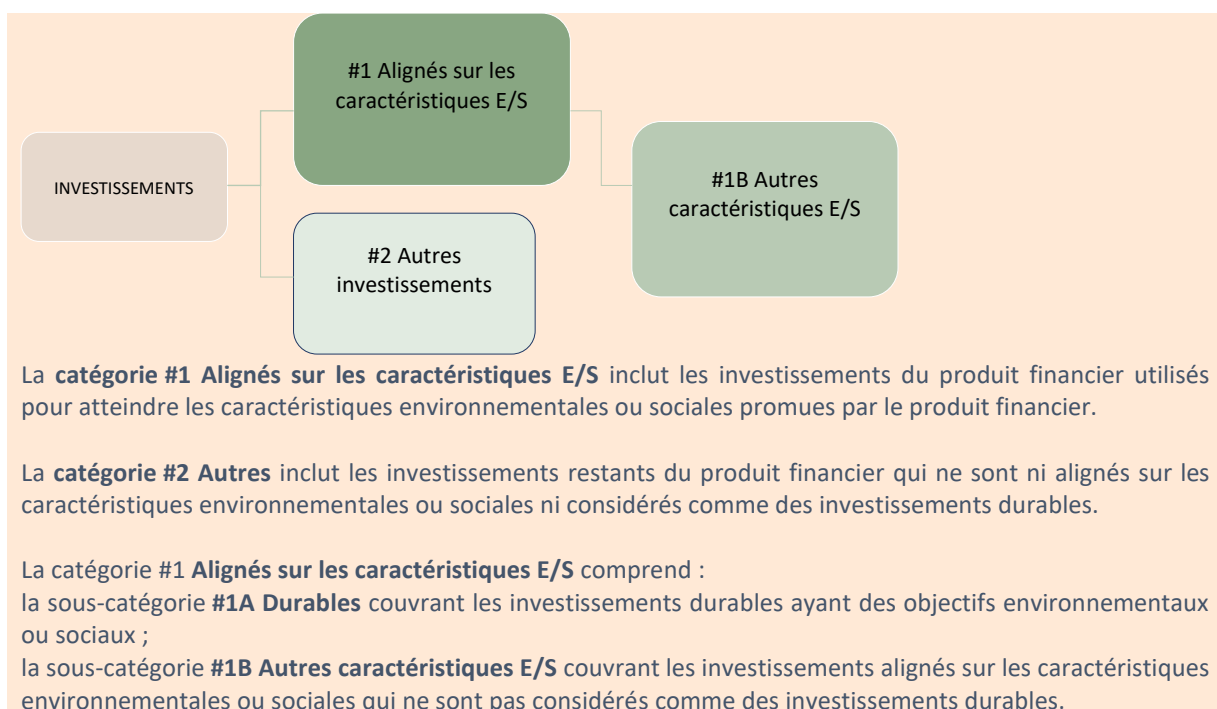 #1 Alignés sur les
caractéristiques E/S
INVESTISSEMENTS
#1B Autres
caractéristiques E/S
#2 Autres
investissements
La catégorie #1 Alignés sur les caractéristiques E/S inclut les investissements du produit financier utilisés
pour atteindre les caractéristiques environnementales ou sociales promues par le produit financier.
La catégorie #2 Autres inclut les investissements restants du produit financier qui ne sont ni alignés sur les
caractéristiques environnementales ou sociales ni considérés comme des investissements durables.
La catégorie #1 Alignés sur les caractéristiques E/S comprend :
la sous-catégorie #1A Durables couvrant les investissements durables ayant des objectifs environnementaux
ou sociaux ;
la sous-catégorie #1B Autres caractéristiques E/S couvrant les investissements alignés sur les caractéristiques
environnementales ou sociales qui ne sont pas considérés comme des investissements durables.